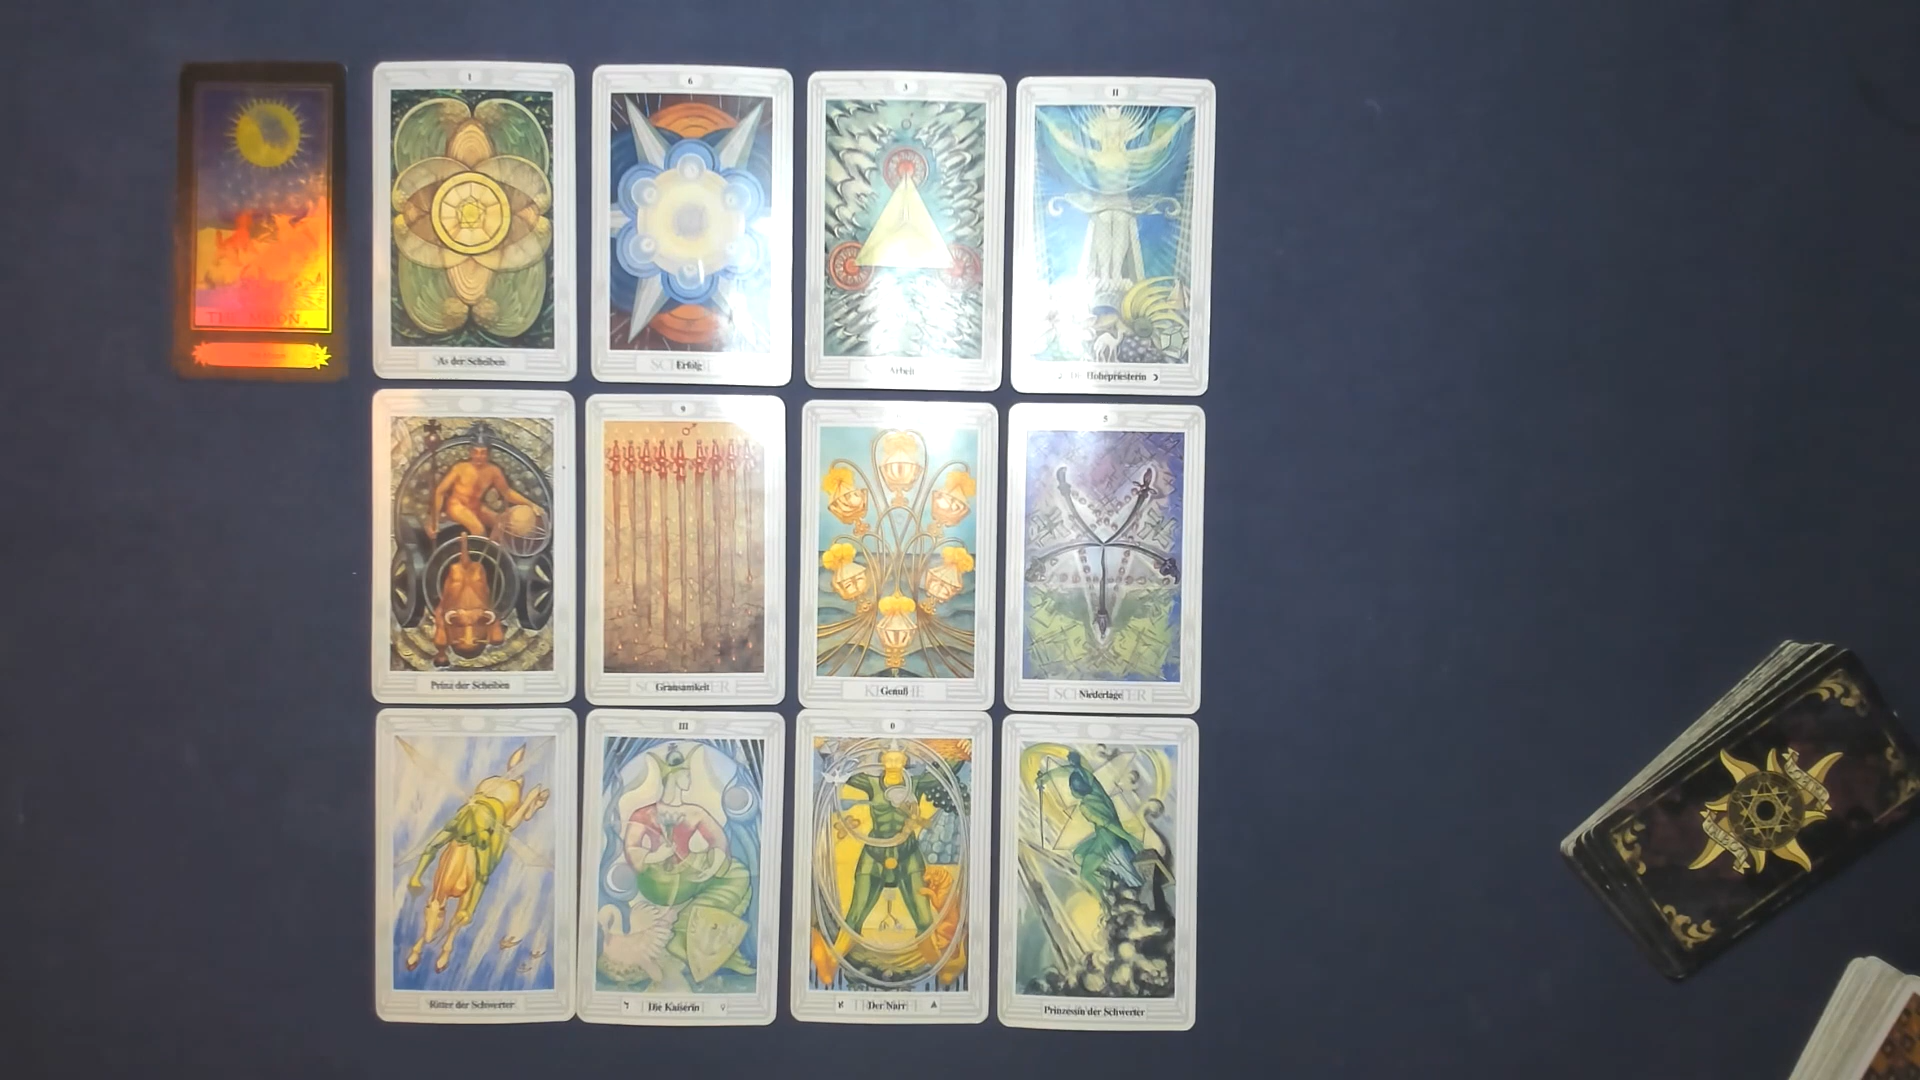 THE MOON.
1
As der Scheiben
6
Erfolg
3
Arbeit
II
Die Hohepriesterin
Prinz der Scheiben
9
Grausamkeit
Genuß
5
Niederlage
Ritter der Schwerter
III
Die Kaiserin
0
א Der Narr
Prinzessin der Schwerter